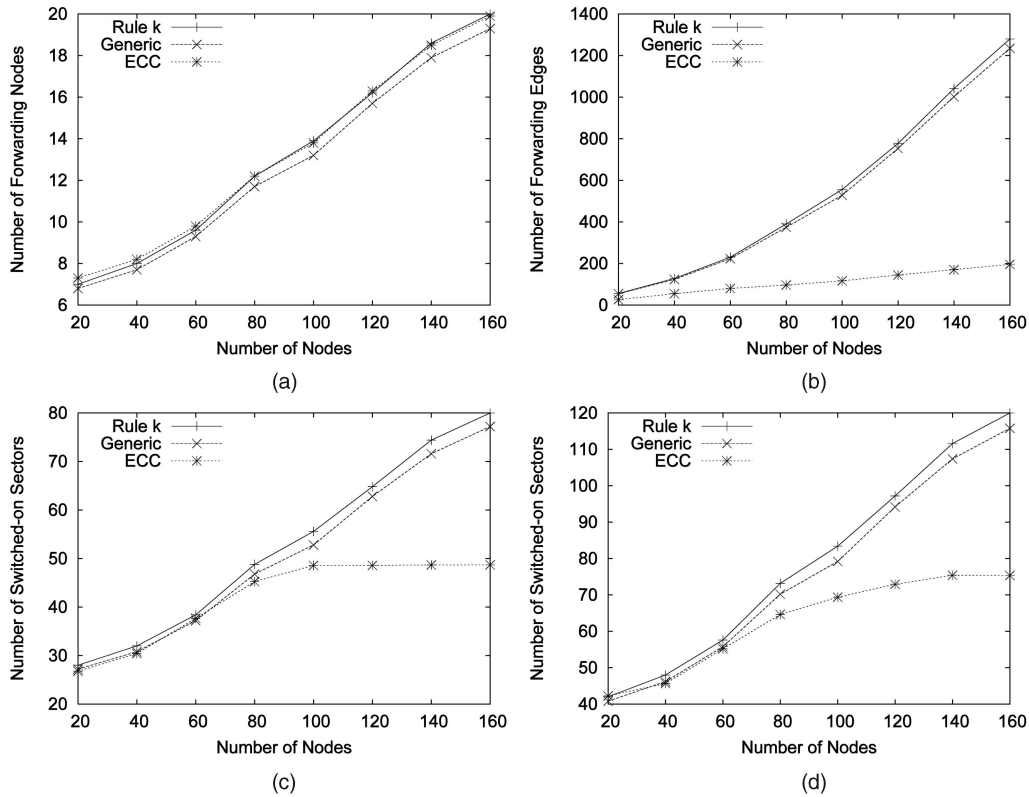 20
18
16
14
12
10
8
6
Number of Forwarding Nodes
Rule k
Generic
ECC
20 40 60 80 100 120 140 160
Number of Nodes
(a)
1400
1200
1000
800
600
400
200
0
Number of Forwarding Edges
Rule k
Generic
ECC
20 40 60 80 100 120 140 160
Number of Nodes
(b)
80
70
60
50
40
30
20
Number of Switched-on Sectors
Rule k
Generic
ECC
20 40 60 80 100 120 140 160
Number of Nodes
(c)
120
110
100
90
80
70
60
50
40
Number of Switched-on Sectors
Rule k
Generic
ECC
20 40 60 80 100 120 140 160
Number of Nodes
(d)